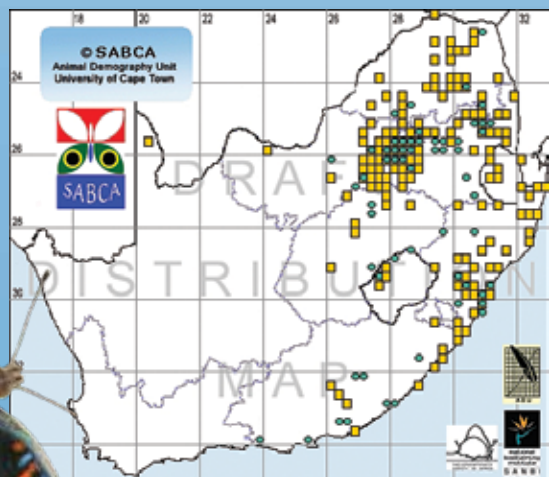 © SABCA
Animal Demography Unit
University of Cape Town
SABCA
18 20 22 24 26 28 30 32
24
26
28
30
DRAF
DISTRIBUTION
MAP
SANBI